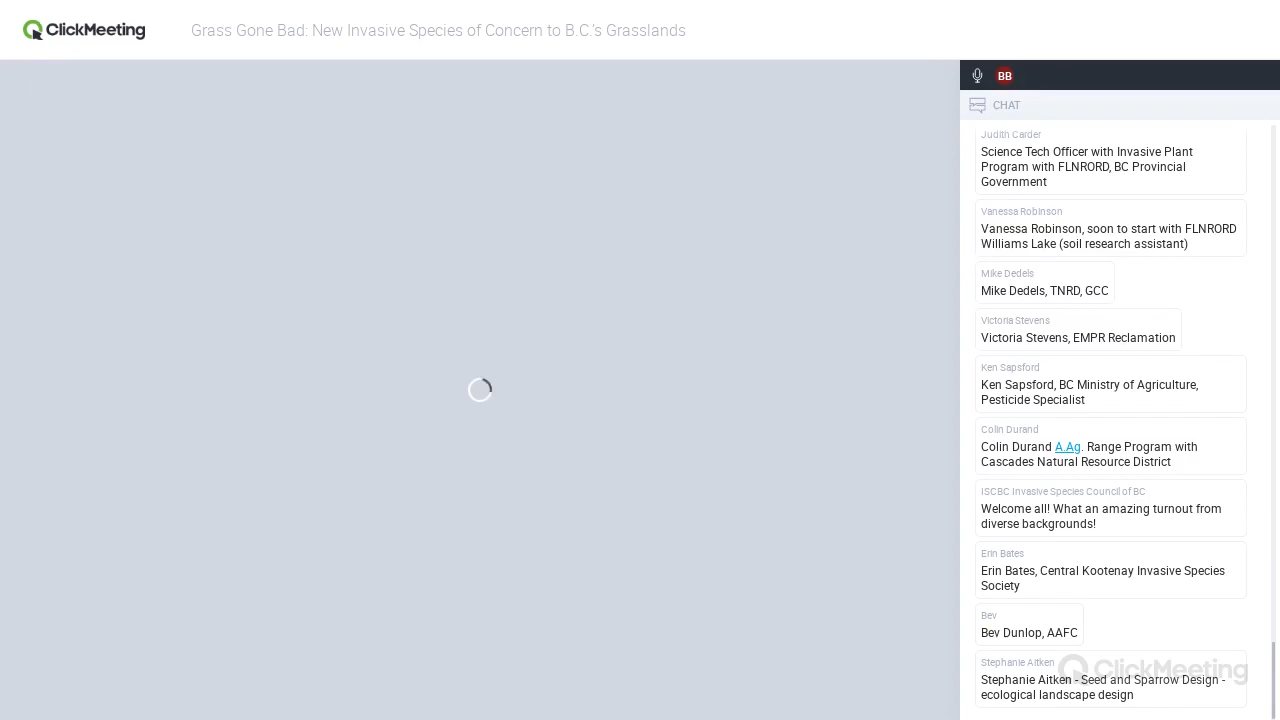 ClickMeeting
Grass Gone Bad: New Invasive Species of Concern to B.C.'s Grasslands
BB
CHAT
Judith Carder
Science Tech Officer with Invasive Plant
Program with FLNRORD, BC Provincial
Government
Vanessa Robinson
Vanessa Robinson, soon to start with FLNRORD
Williams Lake (soil research assistant)
Mike Dedels
Mike Dedels, TNRD, GCC
Victoria Stevens
Victoria Stevens, EMPR Reclamation
Ken Sapsford
Ken Sapsford, BC Ministry of Agriculture,
Pesticide Specialist
Colin Durand
Colin Durand A.Ag. Range Program with
Cascades Natural Resource District
ISCBC Invasive Species Council of BC
Welcome all! What an amazing turnout from
diverse backgrounds!
Erin Bates
Erin Bates, Central Kootenay Invasive Species
Society
Bev
Bev Dunlop, AAFC
Stephanie Aitken
ClickMeeting
Stephanie Aitken - Seed and Sparrow Design -
ecological landscape design